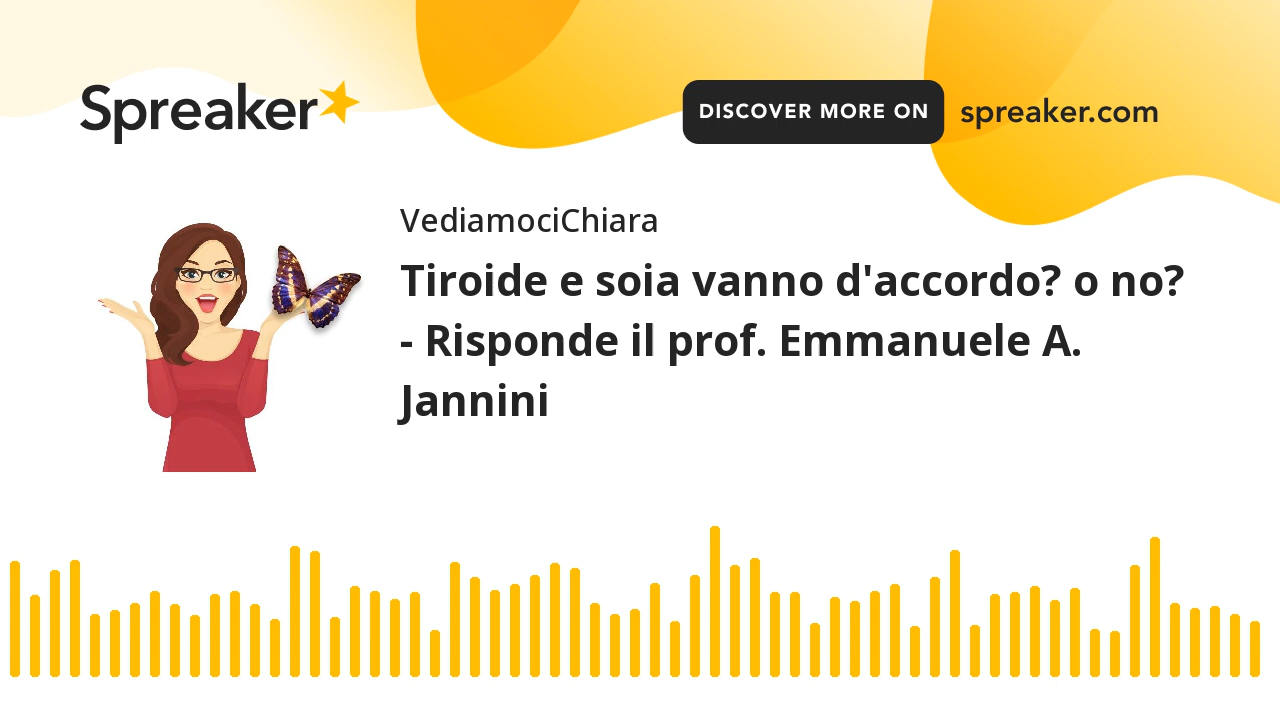 Spreaker
DISCOVER MORE ON spreaker.com
VediamociChiara
Tiroide e soia vanno d'accordo? o no?
- Risponde il prof. Emmanuele A.
Jannini